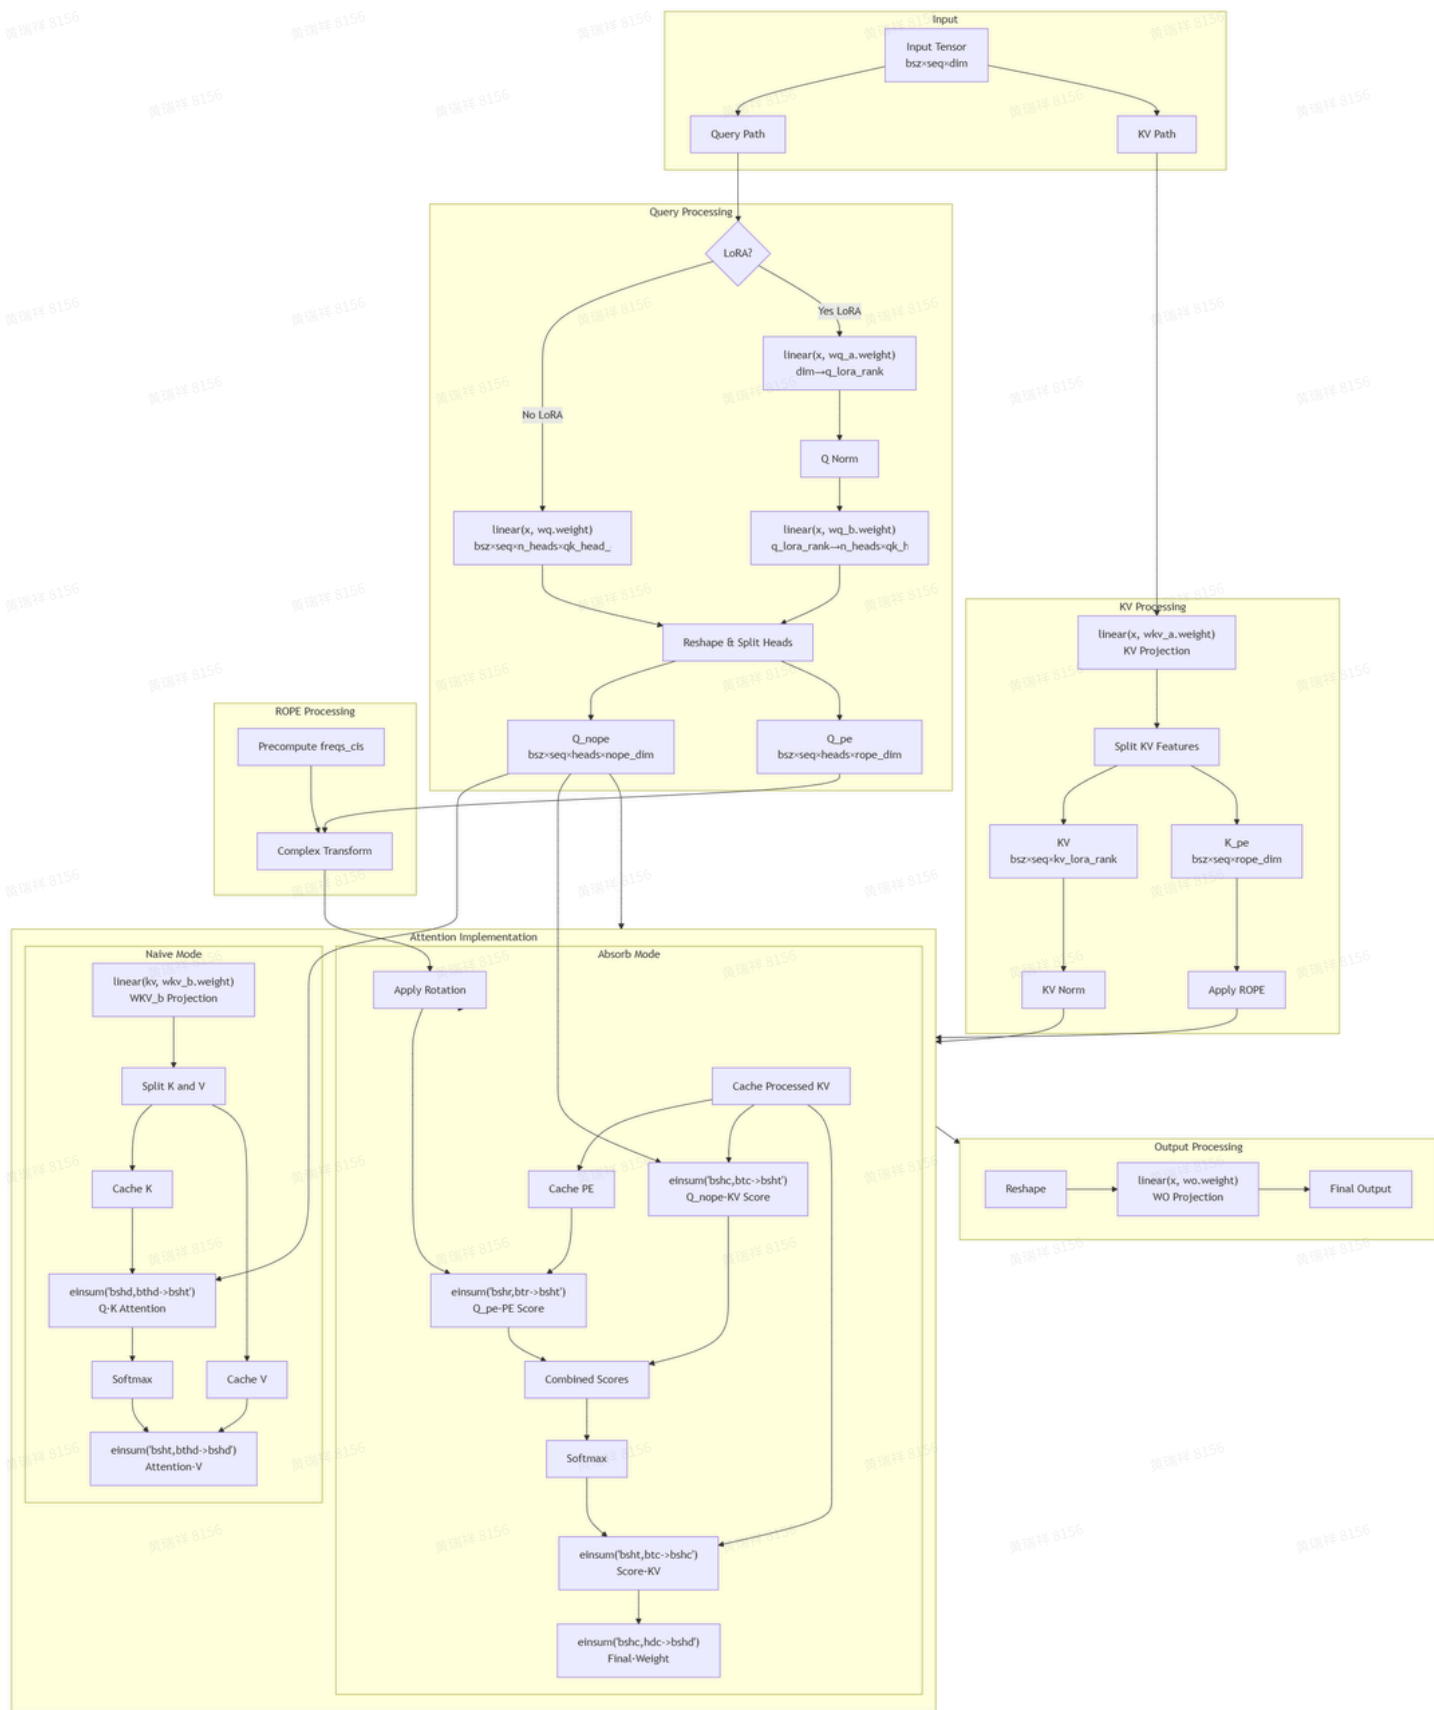 Input
Input Tensor
bsz×seq×dim
Query Path
KV Path
Query Processing
LoRA?
Yes LoRA
linear(x, wq_a.weight)
dim→q_lora_rank
No LoRA
Q Norm
linear(x, wq.weight)
bsz×seq×n_heads×qk_head_
linear(x, wq_b.weight)
q_lora_rank→n_heads×qk_h
Reshape & Split Heads
Q_nope
bsz×seq×heads×nope_dim
Q_pe
bsz×seq×heads×rope_dim
ROPE Processing
Precompute freqs_cis
Complex Transform
KV Processing
linear(x, wkv_a.weight)
KV Projection
Split KV Features
KV
bsz×seq×kv_lora_rank
K_pe
bsz×seq×rope_dim
KV Norm
Apply ROPE
Attention Implementation
Naive Mode
linear(kv, wkv_b.weight)
WKV_b Projection
Split K and V
Cache K
einsum('bshd,bthd->bsht')
Q·K Attention
Softmax
Cache V
einsum('bsht,bthd->bshd')
Attention·V
Absorb Mode
Apply Rotation
Cache Processed KV
Cache PE
einsum('bshc,btc->bsht')
Q_nope·KV Score
einsum('bshr,btr->bsht')
Q_pe·PE Score
Combined Scores
Softmax
einsum('bsht,btc->bshc')
Score·KV
einsum('bshc,hdc->bshd')
Final·Weight
Output Processing
Reshape
linear(x, wo.weight)
WO Projection
Final Output
黄瑞祥 8156